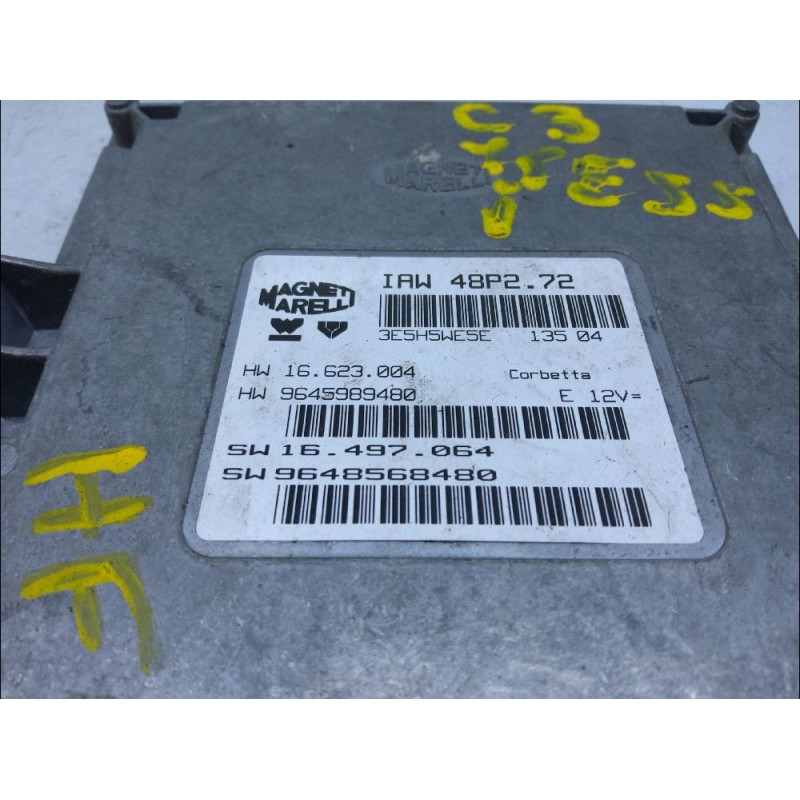 C3
MAGNETI
MARELLI
MAGNETI
MARELLI
IAW 48P2.72
3E5H5WE5E 135 04
HW 16.623.004 Corbetta
HW 9645989480 E 12V=
SW 16.497.064
SW 9648568480
HF